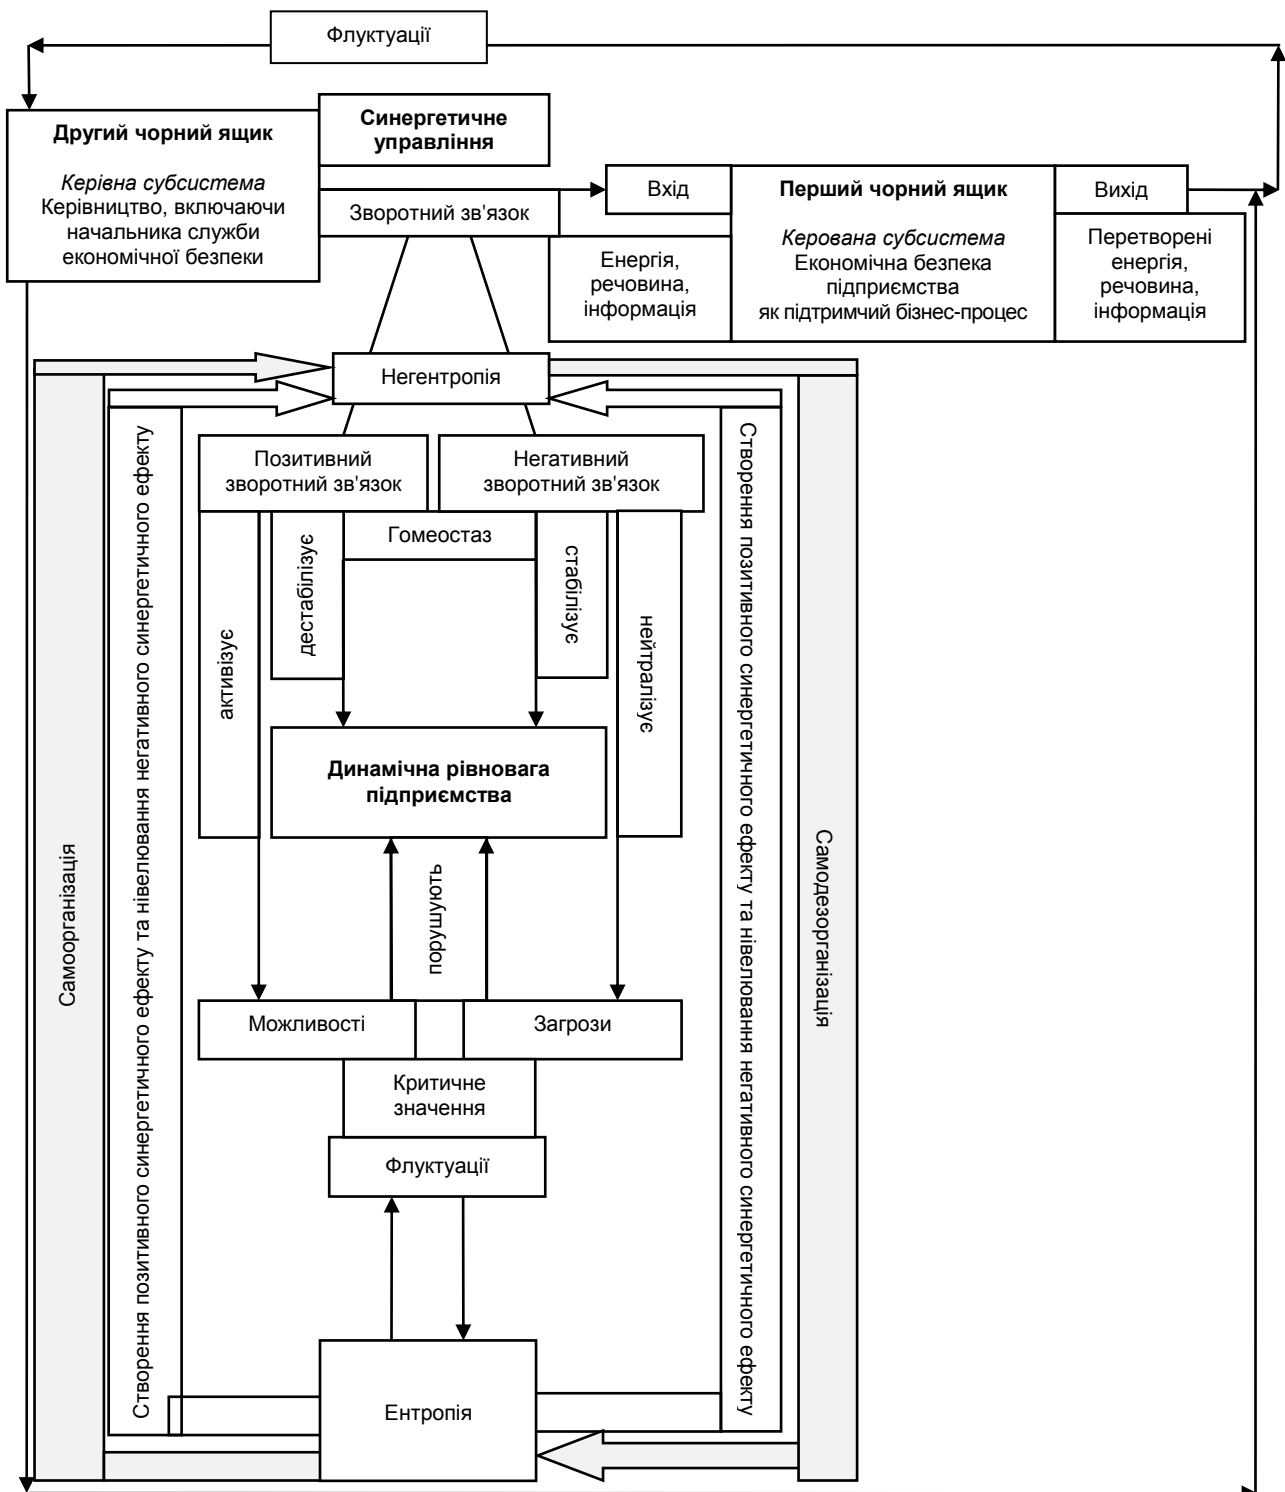 Флуктуації
Другий чорний ящик
Керівна субсистема
Керівництво, включаючи
начальника служби
економічної безпеки
Синергетичне
управління
Зворотний зв'язок
Вхід
Енергія,
речовина,
інформація
Перший чорний ящик
Керована субсистема
Економічна безпека
підприємства
як підтримчий бізнес-процес
Вихід
Перетворені
енергія,
речовина,
інформація
Негентропія
Самоорганізація
Створення позитивного синергетичного ефекту та нівелювання негативного синергетичного ефекту
Позитивний
зворотний зв'язок
Негативний
зворотний зв'язок
активізує
дестабілізує
Гомеостаз
стабілізує
нейтралізує
Створення позитивного синергетичного ефекту та нівелювання негативного синергетичного ефекту
Самодезорганізація
Динамічна рівновага
підприємства
порушують
Можливості
Загрози
Критичне
значення
Флуктуації
Ентропія